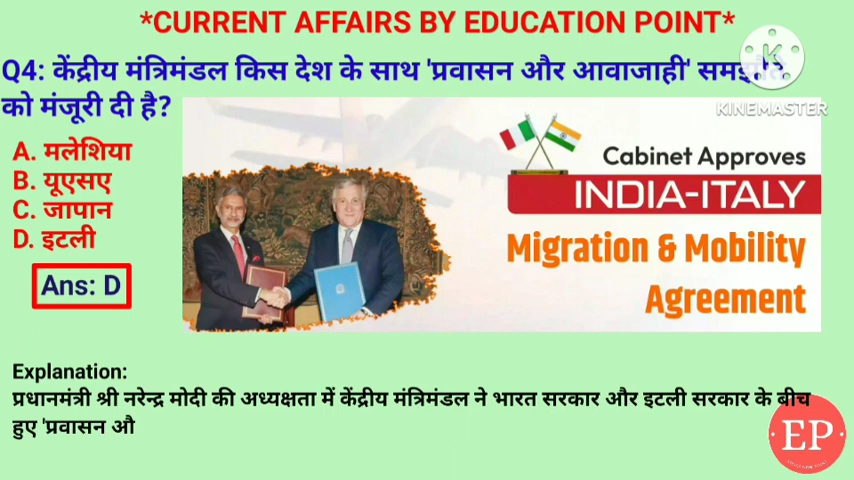 *CURRENT AFFAIRS BY EDUCATION POINT*
Q4: केंद्रीय मंत्रिमंडल किस देश के साथ 'प्रवासन और आवाजाही' समझौते
को मंजूरी दी है?
KINEMASTER
A. मलेशिया
B. यूएसए
C. जापान
D. इटली
Ans: D
Cabinet Approves
INDIA-ITALY
Migration & Mobility
Agreement
Explanation:
प्रधानमंत्री श्री नरेन्द्र मोदी की अध्यक्षता में केंद्रीय मंत्रिमंडल ने भारत सरकार और इटली सरकार के बीच
हुए 'प्रवासन औ
EP